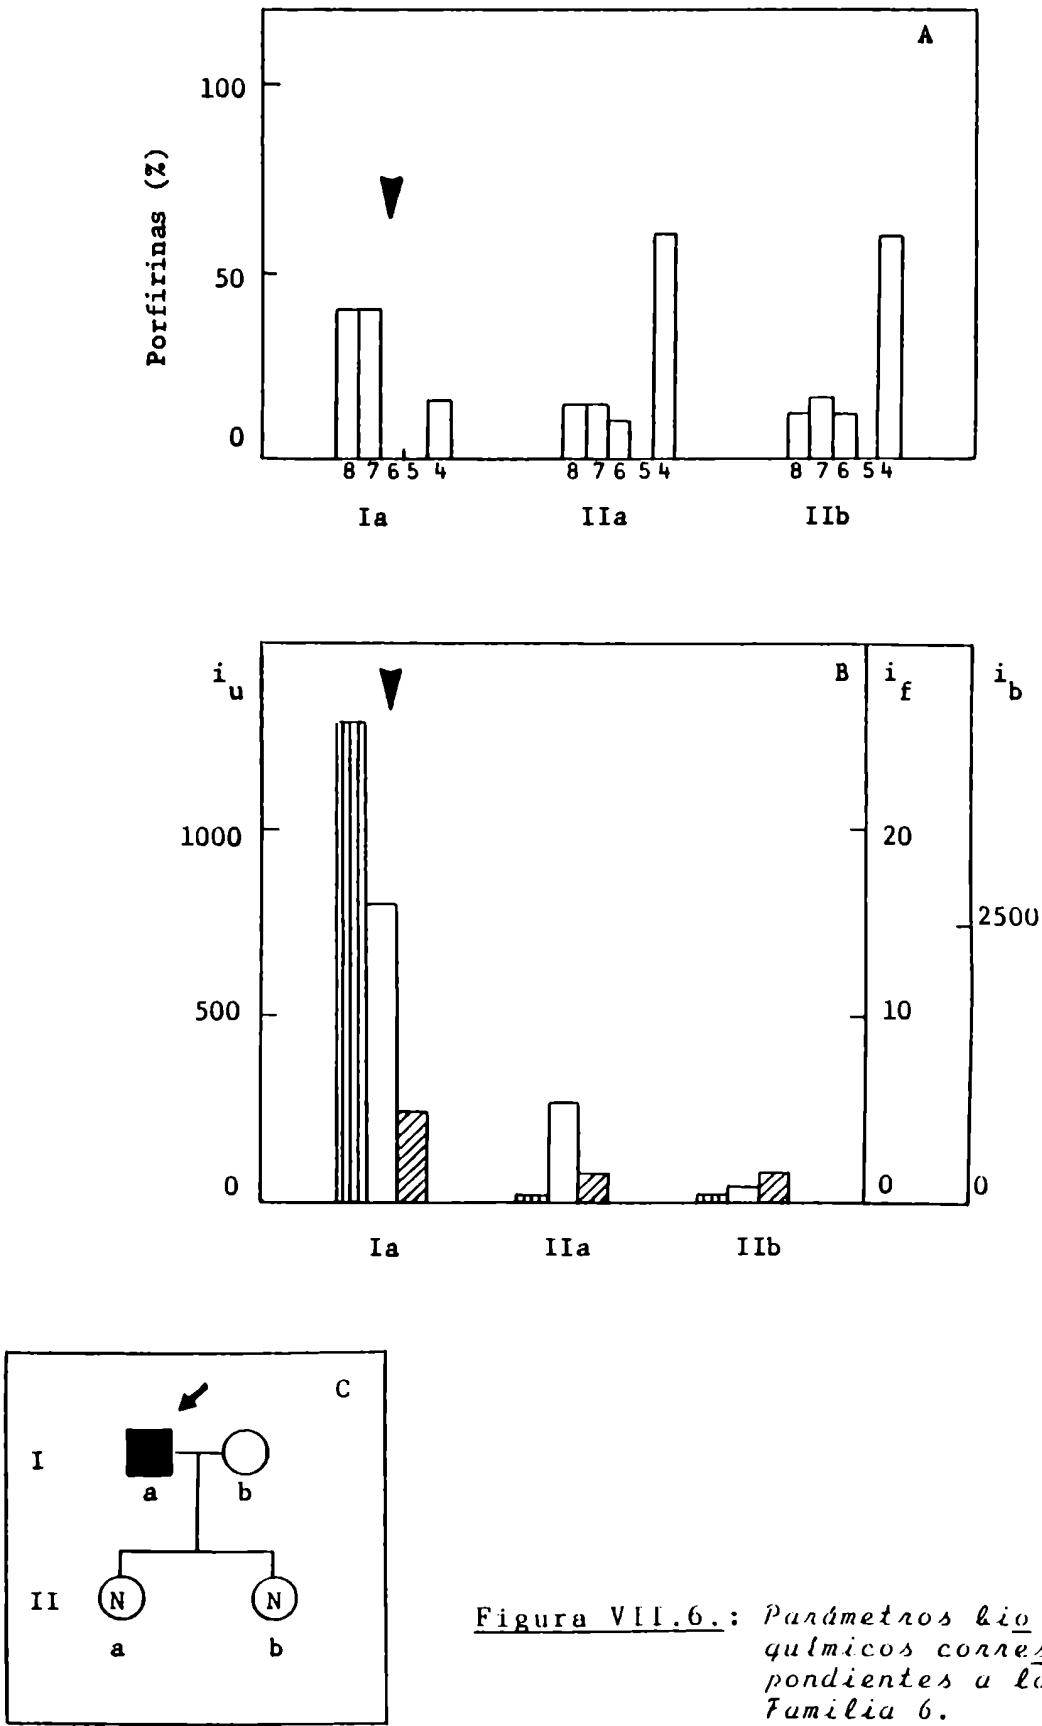 A
100
Porfirinas (%)
50
0
8 7 6 5 4 8 7 6 5 4 8 7 6 5 4
Ia IIa IIb
i_u B i_f i_b
1000 20
2500
500 10
0 0 0
Ia IIa IIb
C
I
a b
II N N
a b
Figura VII.6.: Parámetros bio
químicos corres
pondientes a la
Familia 6.